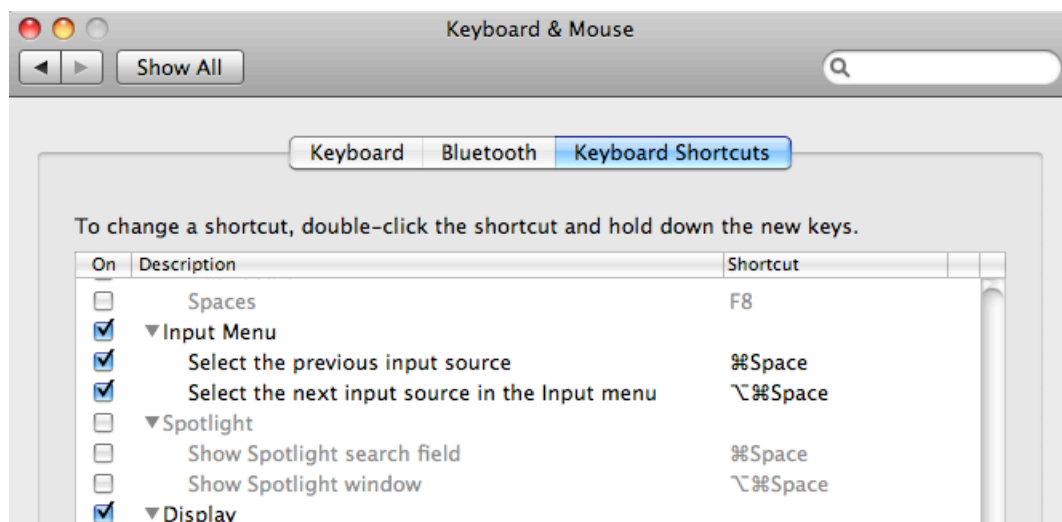 Keyboard & Mouse
Show All
Keyboard Bluetooth Keyboard Shortcuts
To change a shortcut, double-click the shortcut and hold down the new keys.
On Description Shortcut
Spaces F8
Input Menu
Select the previous input source ⌘Space
Select the next input source in the Input menu ⌥⌘Space
Spotlight
Show Spotlight search field ⌘Space
Show Spotlight window ⌥⌘Space
Display